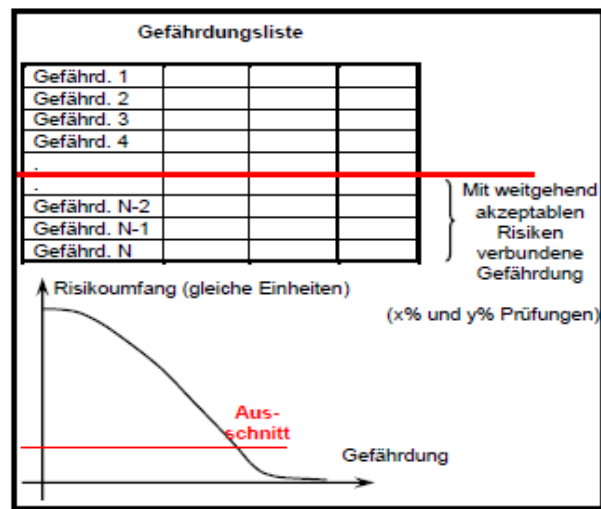 Gefährdungsliste
Gefährd. 1
Gefährd. 2
Gefährd. 3
Gefährd. 4
.
.
Gefährd. N-2
Gefährd. N-1
Gefährd. N
Mit weitgehend
akzeptablen
Risiken
verbundene
Gefährdung
(x% und y% Prüfungen)
Risikoumfang (gleiche Einheiten)
Aus-
schnitt
Gefährdung